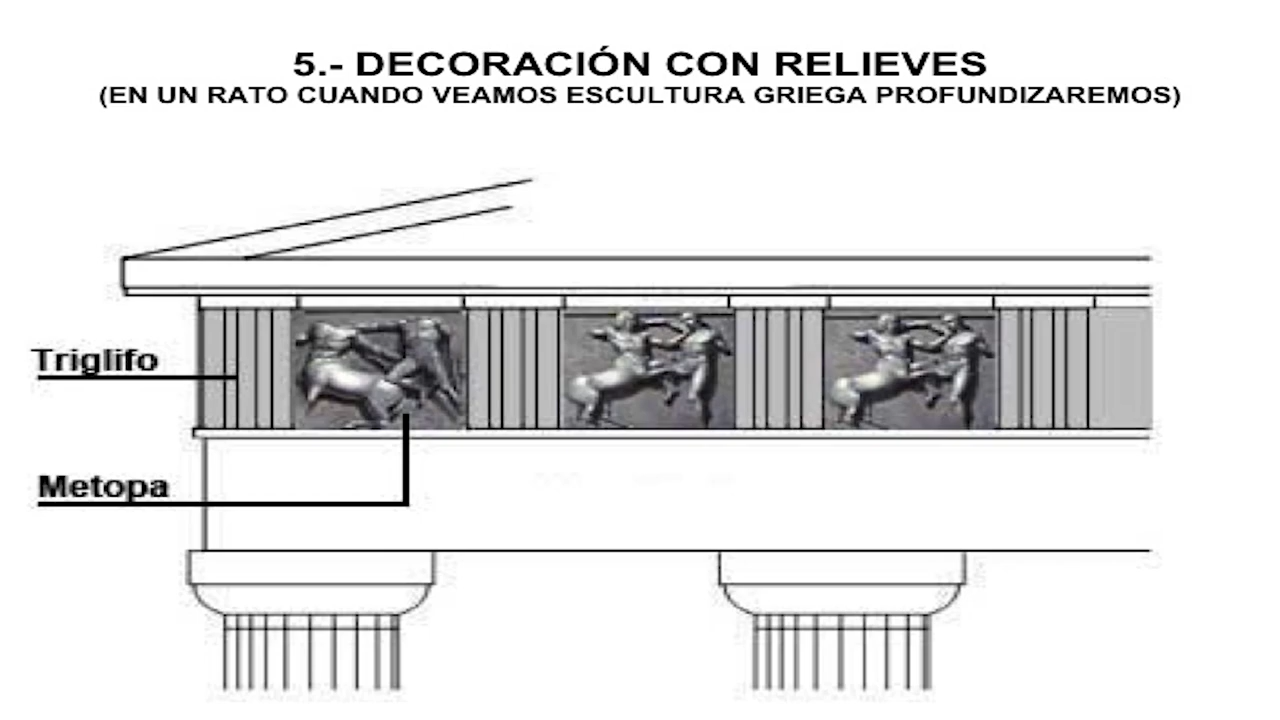 5.- DECORACIÓN CON RELIEVES
(EN UN RATO CUANDO VEAMOS ESCULTURA GRIEGA PROFUNDIZAREMOS)
Triglifo
Metopa